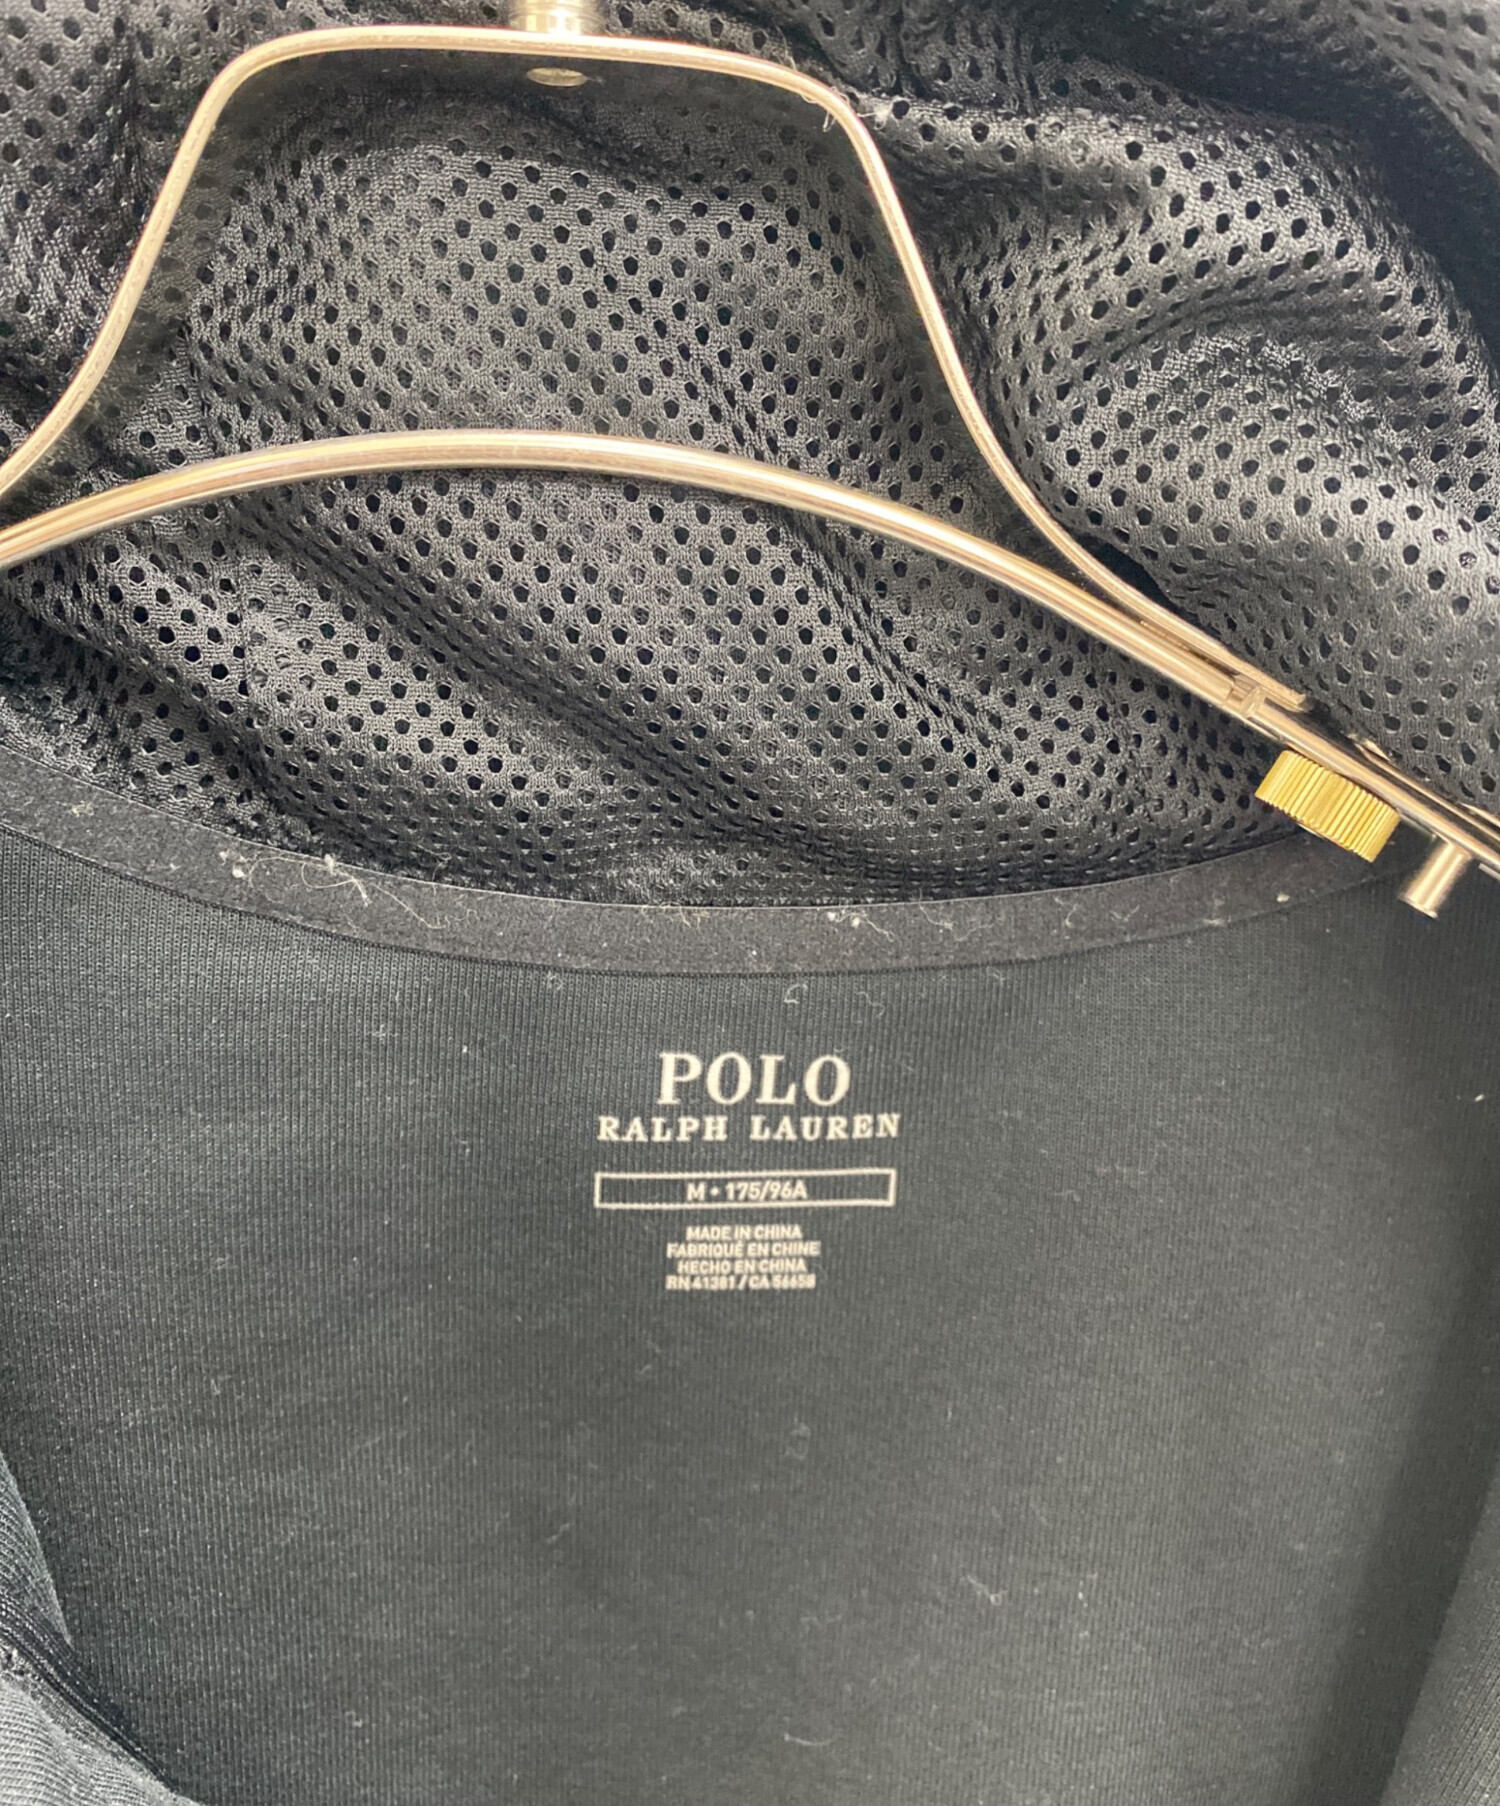 POLO
RALPH LAUREN
M • 175/96A
MADE IN CHINA
FABRIQUÉ EN CHINE
HECHO EN CHINA
RN 41381 / CA 56658